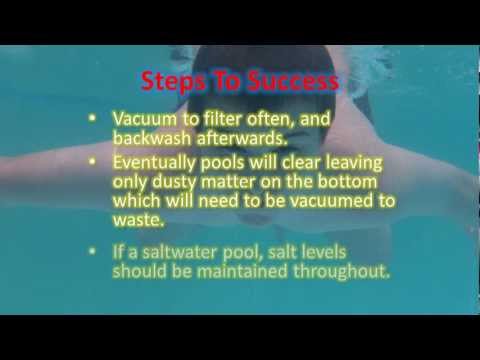 Steps To Success
• Vacuum to filter often, and
backwash afterwards.
• Eventually pools will clear leaving
only dusty matter on the bottom
which will need to be vacuumed to
waste.
• If a saltwater pool, salt levels
should be maintained throughout.